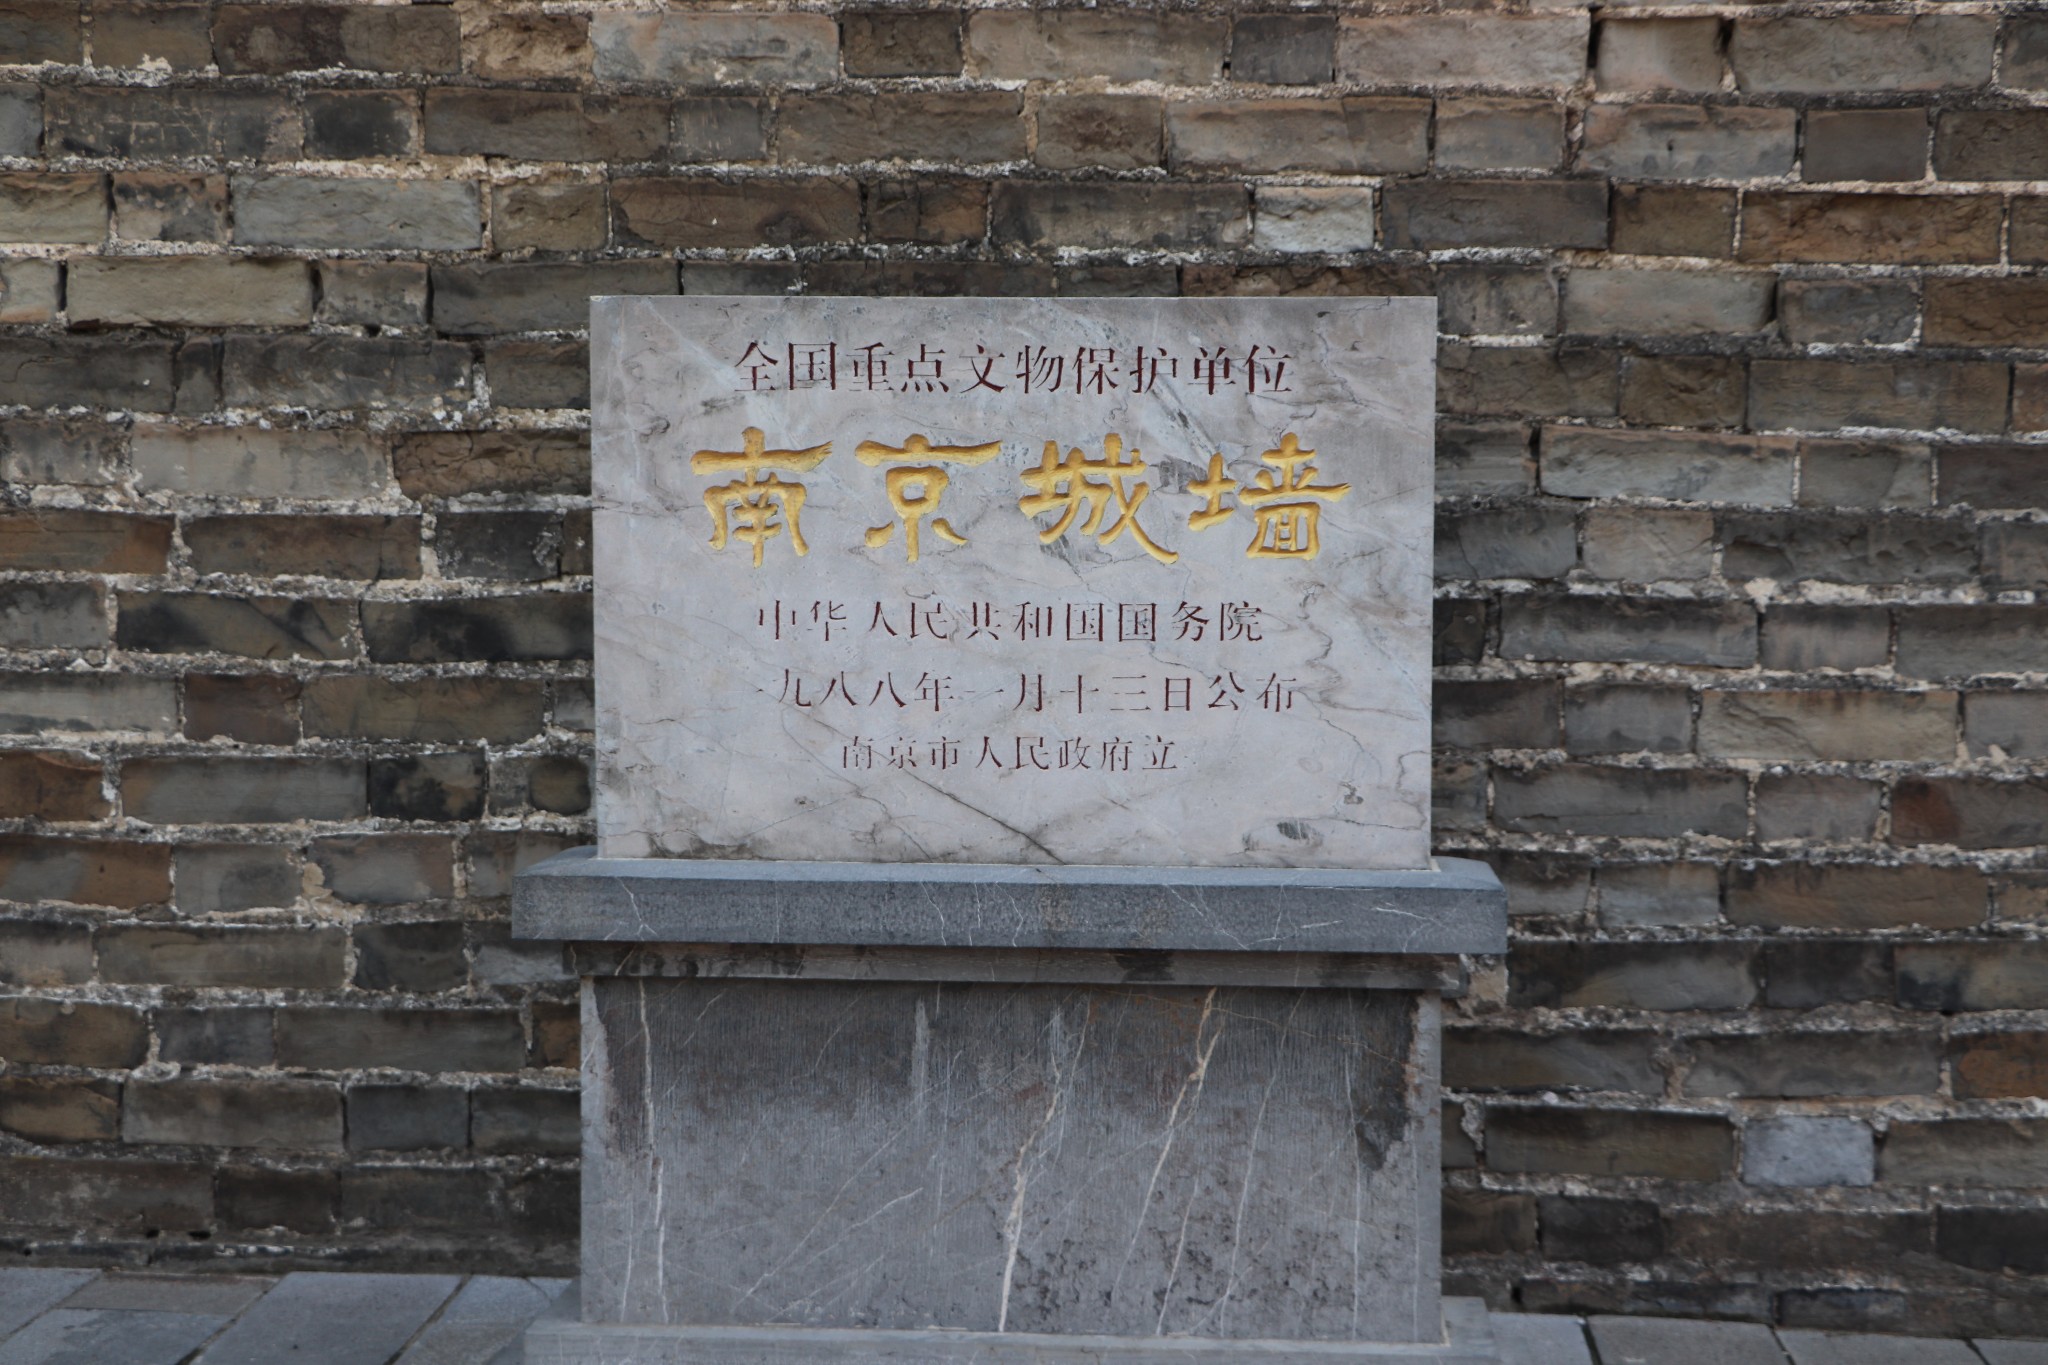 全国重点文物保护单位
南京城墙
中华人民共和国国务院
一九八八年一月十三日公布
南京市人民政府立